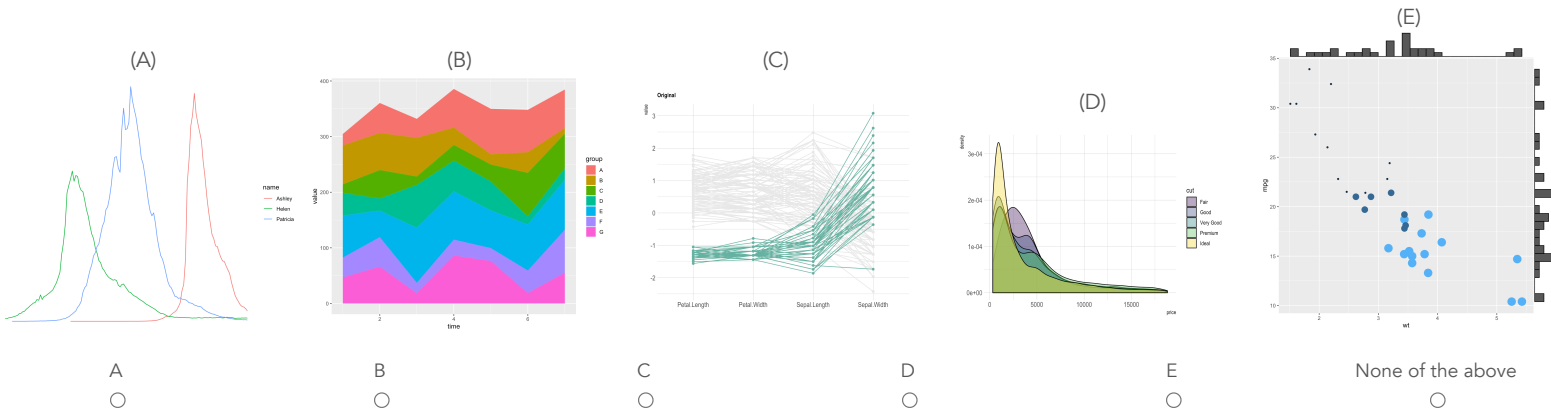 (A)
name
Ashley
Helen
Patricia
(B)
400
300
200
100
0
value
2
4
6
time
group
A
B
C
D
E
F
G
(C)
Original
value
3
2
1
0
-1
-2
Petal.Length
Petal.Width
Sepal.Length
Sepal.Width
(D)
density
3e-04
2e-04
1e-04
0e+00
0
5000
10000
15000
price
cut
Fair
Good
Very Good
Premium
Ideal
(E)
35
30
25
20
15
10
mpg
2
3
4
5
wt
A
B
C
D
E
None of the above